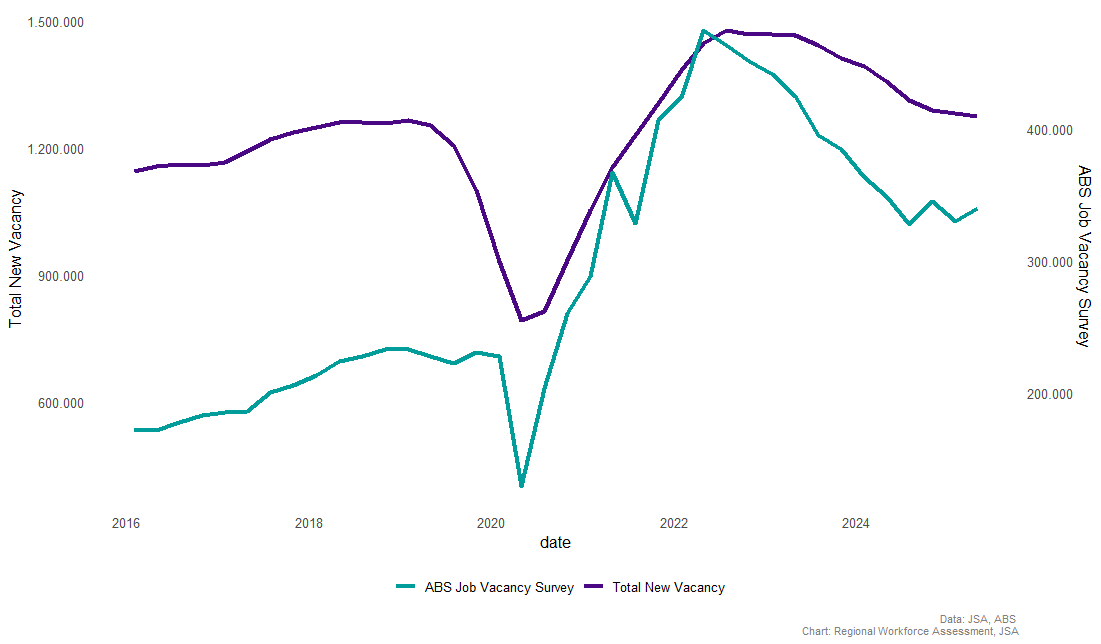 1.500.000
1.200.000
900.000
600.000
Total New Vacancy
400.000
300.000
200.000
ABS Job Vacancy Survey
2016 2018 2020 2022 2024
date
ABS Job Vacancy Survey Total New Vacancy
Data: JSA, ABS
Chart: Regional Workforce Assessment, JSA